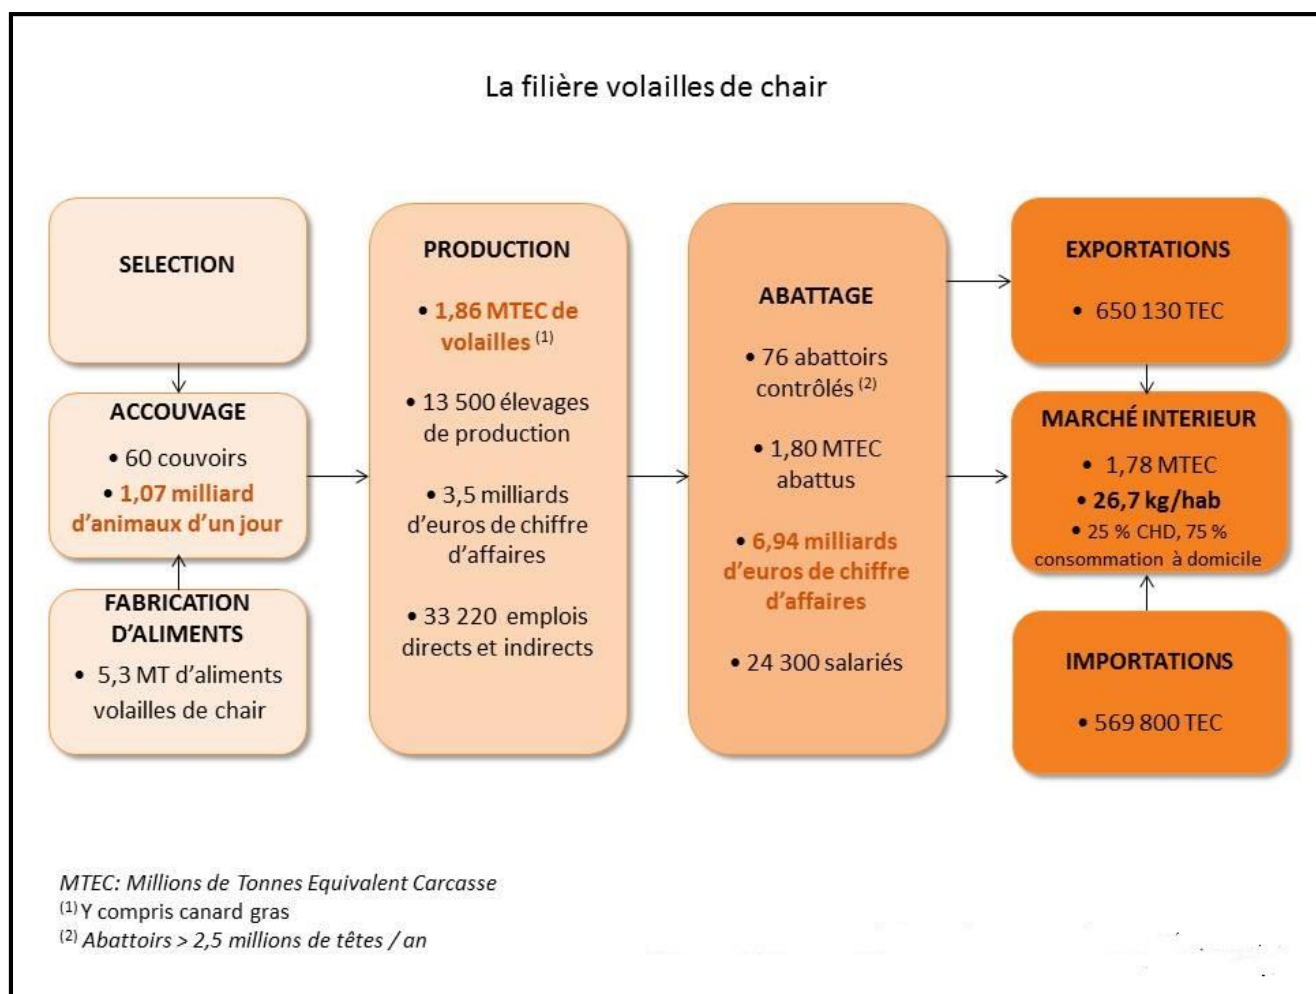 La filière volailles de chair
SELECTION
ACCOUVAGE
• 60 couvoirs
• 1,07 milliard
d’animaux d’un jour
FABRICATION
D’ALIMENTS
• 5,3 MT d’aliments
volailles de chair
PRODUCTION
• 1,86 MTEC de
volailles (1)
• 13 500 élevages
de production
• 3,5 milliards
d’euros de chiffre
d’affaires
• 33 220 emplois
directs et indirects
ABATTAGE
• 76 abattoirs
contrôlés (2)
• 1,80 MTEC
abattus
• 6,94 milliards
d’euros de chiffre
d’affaires
• 24 300 salariés
EXPORTATIONS
• 650 130 TEC
MARCHÉ INTERIEUR
• 1,78 MTEC
• 26,7 kg/hab
• 25 % CHD, 75 %
consommation à domicile
IMPORTATIONS
• 569 800 TEC
MTEC: Millions de Tonnes Equivalent Carcasse
(1) Y compris canard gras
(2) Abattoirs > 2,5 millions de têtes / an